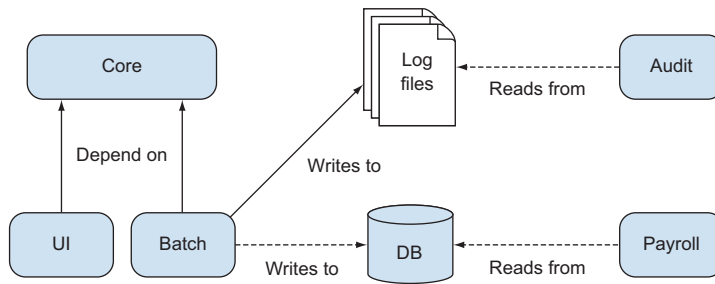 Core
Log
files
Audit
Reads from
Depend on
Writes to
UI
Batch
DB
Payroll
Writes to
Reads from